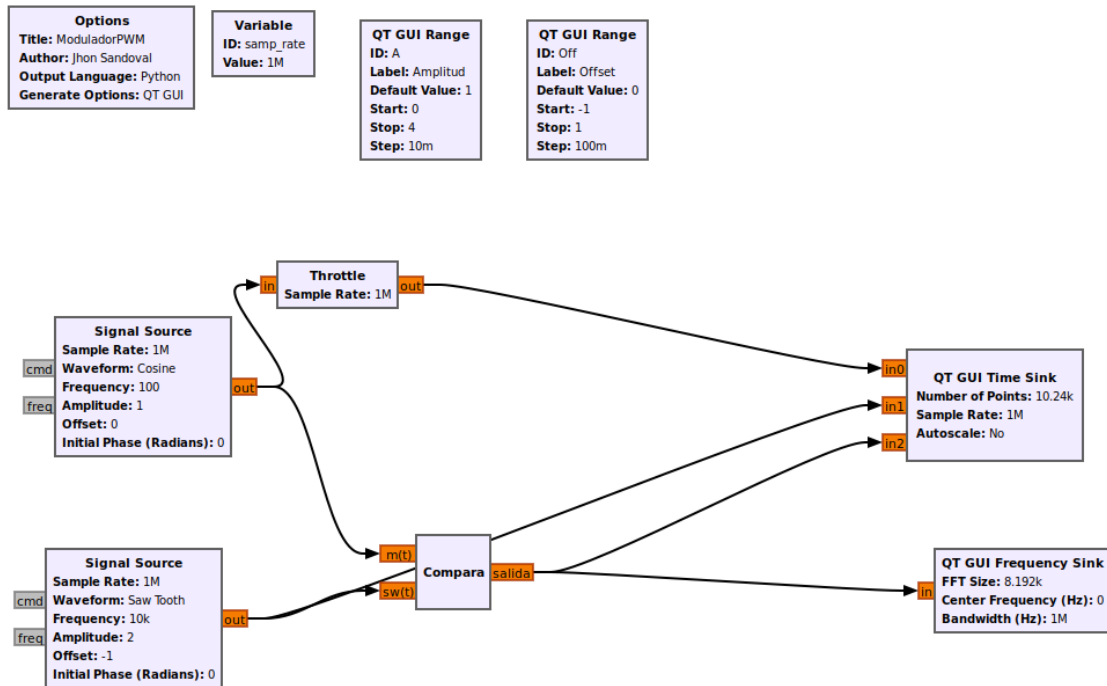 Options
Title: ModuladorPWM
Author: Jhon Sandoval
Output Language: Python
Generate Options: QT GUI
Variable
ID: samp_rate
Value: 1M
QT GUI Range
ID: A
Label: Amplitud
Default Value: 1
Start: 0
Stop: 4
Step: 10m
QT GUI Range
ID: Off
Label: Offset
Default Value: 0
Start: -1
Stop: 1
Step: 100m
in
Throttle
Sample Rate: 1M
out
cmd
freq
Signal Source
Sample Rate: 1M
Waveform: Cosine
Frequency: 100
Amplitude: 1
Offset: 0
Initial Phase (Radians): 0
out
in0
in1
in2
QT GUI Time Sink
Number of Points: 10.24k
Sample Rate: 1M
Autoscale: No
cmd
freq
Signal Source
Sample Rate: 1M
Waveform: Saw Tooth
Frequency: 10k
Amplitude: 2
Offset: -1
Initial Phase (Radians): 0
out
m(t)
sw(t)
Compara
salida
in
QT GUI Frequency Sink
FFT Size: 8.192k
Center Frequency (Hz): 0
Bandwidth (Hz): 1M